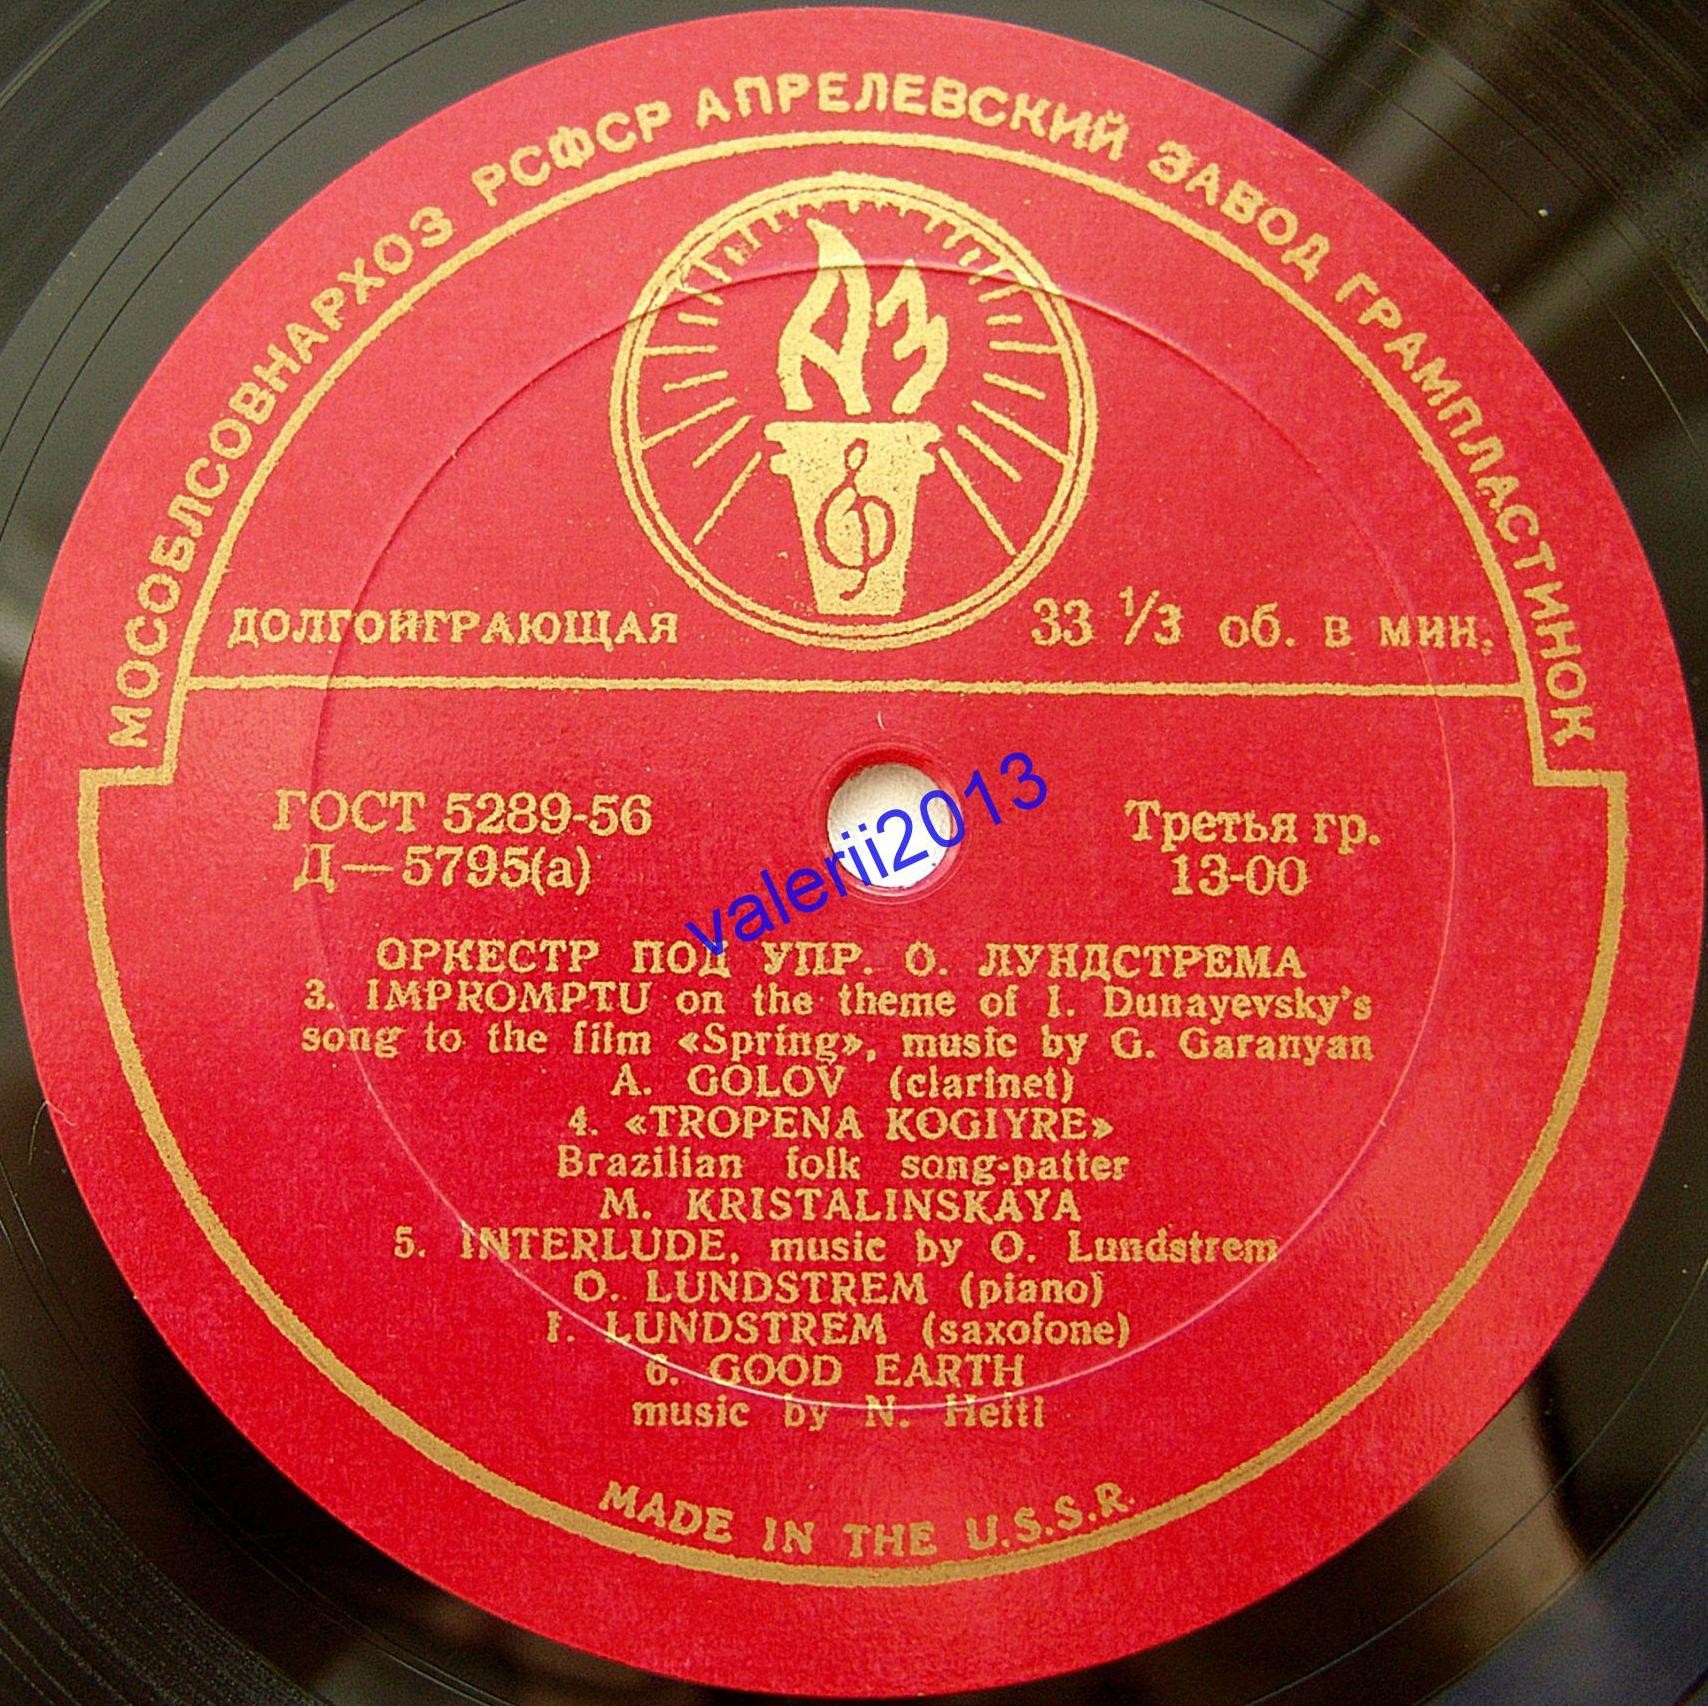 МОСОБЛСОВНАРХОЗ РСФСР АПРЕЛЕВСКИЙ ЗАВОД ГРАМПЛАСТИНОК
АЗ
ДОЛГОИГРАЮЩАЯ 33 1/3 об. в мин.
ГОСТ 5289-56 Третья гр.
Д—5795(а) 13-00
valerii2013
ОРКЕСТР ПОД УПР. О. ЛУНДСТРЕМА
3. IMPROMPTU on the theme of I. Dunayevsky's
song to the film «Spring», music by G. Garanyan
A. GOLOV (clarinet)
4. «TROPENA KOGIYRE»
Brazilian folk song-patter
M. KRISTALINSKAYA
5. INTERLUDE, music by O. Lundstrem
O. LUNDSTREM (piano)
I. LUNDSTREM (saxofone)
6. GOOD EARTH
music by N. Hefti
MADE IN THE U.S.S.R.